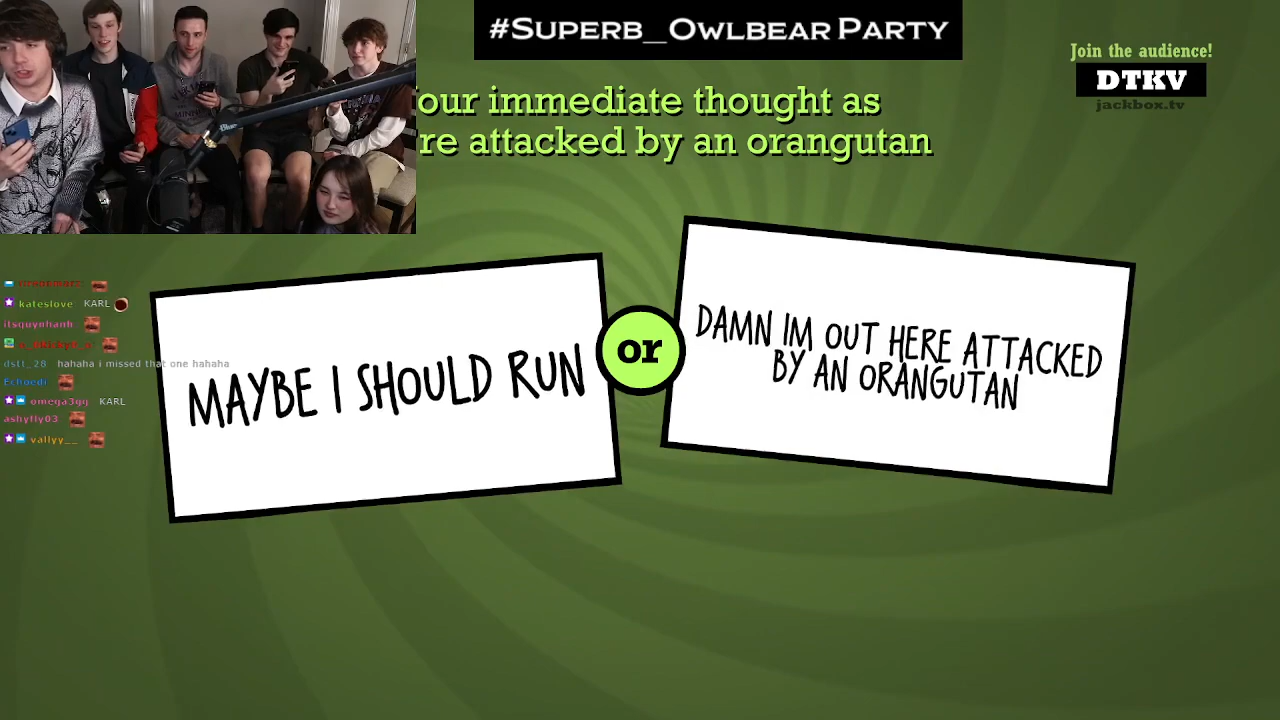 #SUPERB_OWLBEAR PARTY
Join the audience!
DTKV
jackbox.tv
our immediate thought as
re attacked by an orangutan
MAYBE I SHOULD RUN
or
DAMN IM OUT HERE ATTACKED
BY AN ORANGUTAN
kateslove KARL
itsquynhanh
dstl_28 hahaha i missed that one hahaha
Echoedi
omega3gg KARL
ashyfly03
vallyy__